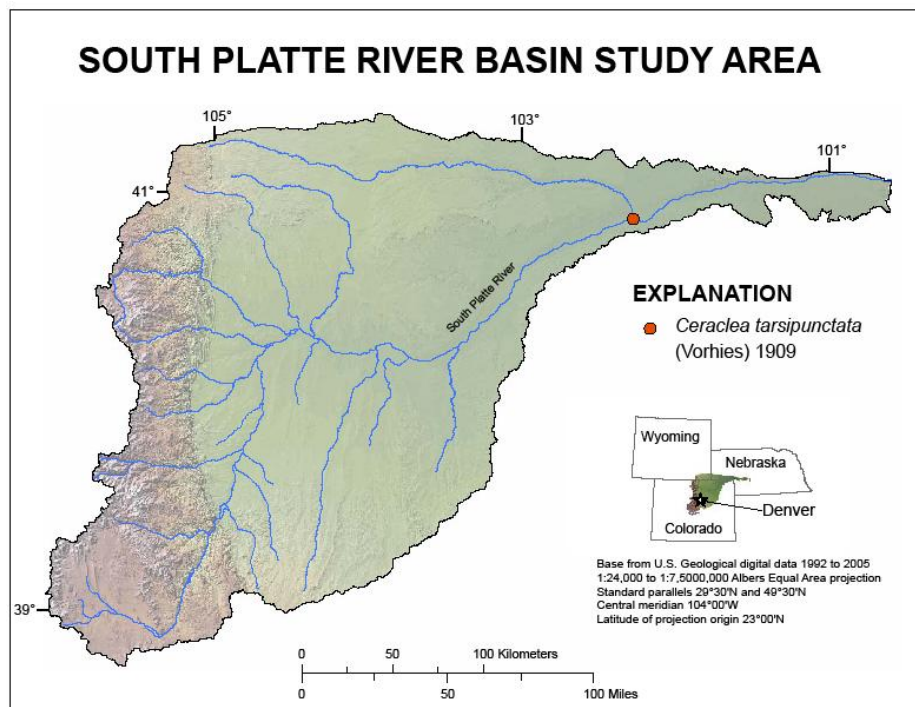 SOUTH PLATTE RIVER BASIN STUDY AREA
105°
103°
101°
41°
South Platte River
EXPLANATION
Ceraclea tarsipunctata
(Vorhies) 1909
Wyoming
Nebraska
Denver
Colorado
Base from U.S. Geological digital data 1992 to 2005
1:24,000 to 1:7,5000,000 Albers Equal Area projection
Standard parallels 29°30'N and 49°30'N
Central meridian 104°00'W
Latitude of projection origin 23°00'N
39°
0 50 100 Kilometers
0 50 100 Miles